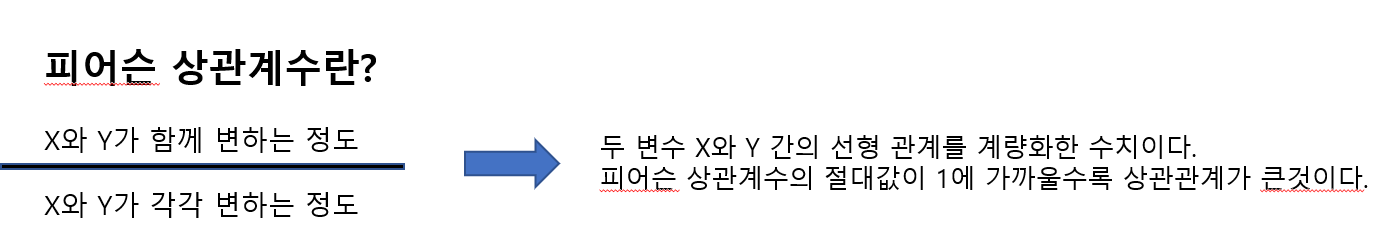 피어슨 상관계수란?
X와 Y가 함께 변하는 정도
X와 Y가 각각 변하는 정도
두 변수 X와 Y 간의 선형 관계를 계량화한 수치이다.
피어슨 상관계수의 절대값이 1에 가까울수록 상관관계가 큰것이다.